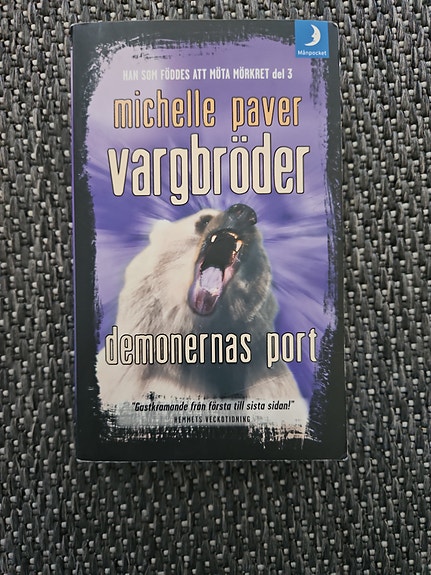 Månpocket
HAN SOM FÖDDES ATT MÖTA MÖRKRET del 3
michelle paver
vargbröder
demonernas port
"Gastkramande från första till sista sidan!"
HEMMETS VECKOTIDNING